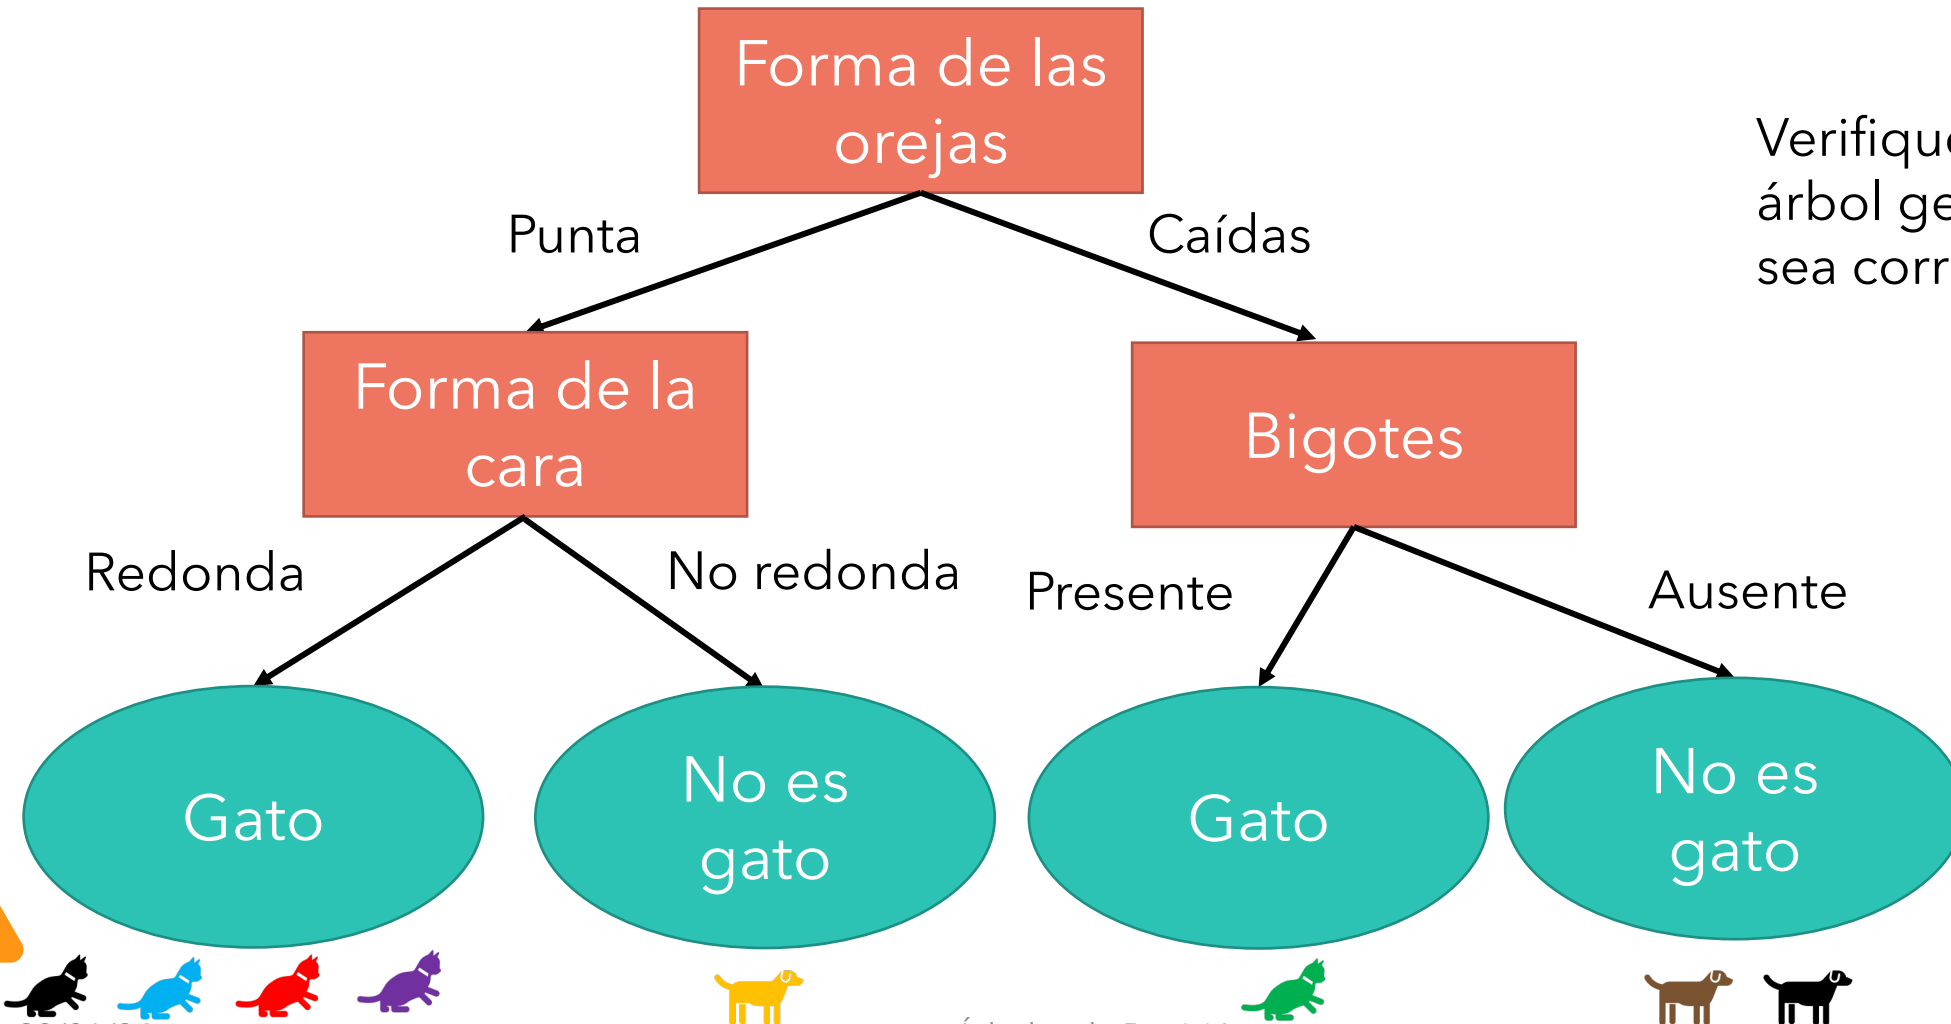 Forma de las
orejas
Verifique
árbol ge
sea corr
Punta
Caídas
Forma de la
cara
Bigotes
Redonda
No redonda
Presente
Ausente
Gato
No es
gato
Gato
No es
gato